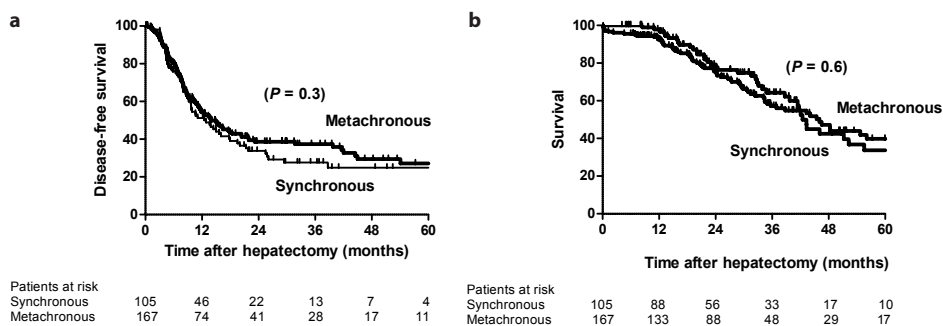 a
Disease-free survival
100
80
60
40
20
0
(P = 0.3)
Metachronous
Synchronous
0 12 24 36 48 60
Time after hepatectomy (months)
Patients at risk
Synchronous 105 46 22 13 7 4
Metachronous 167 74 41 28 17 11
b
Survival
100
80
60
40
20
0
(P = 0.6)
Metachronous
Synchronous
0 12 24 36 48 60
Time after hepatectomy (months)
Patients at risk
Synchronous 105 88 56 33 17 10
Metachronous 167 133 88 48 29 17